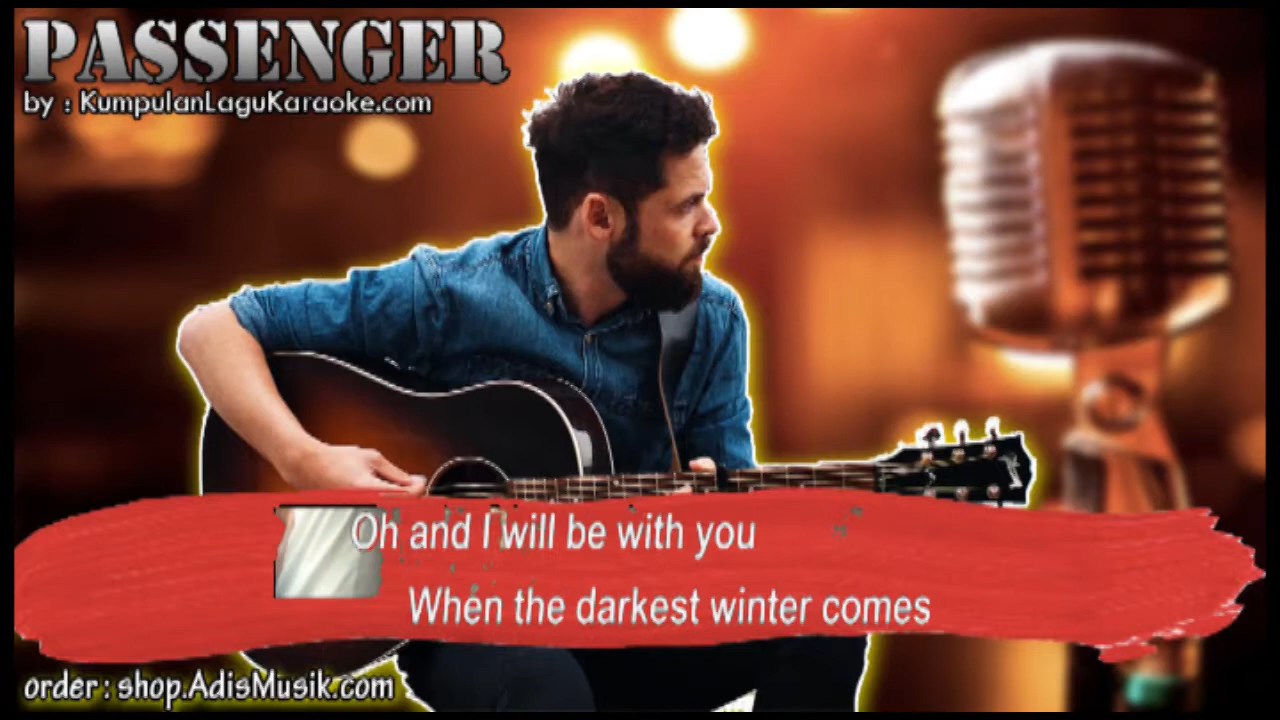 PASSENGER
by : KumpulanLaguKaraoke.com
Oh and I will be with you
When the darkest winter comes
order : shop.AdisMusik.com